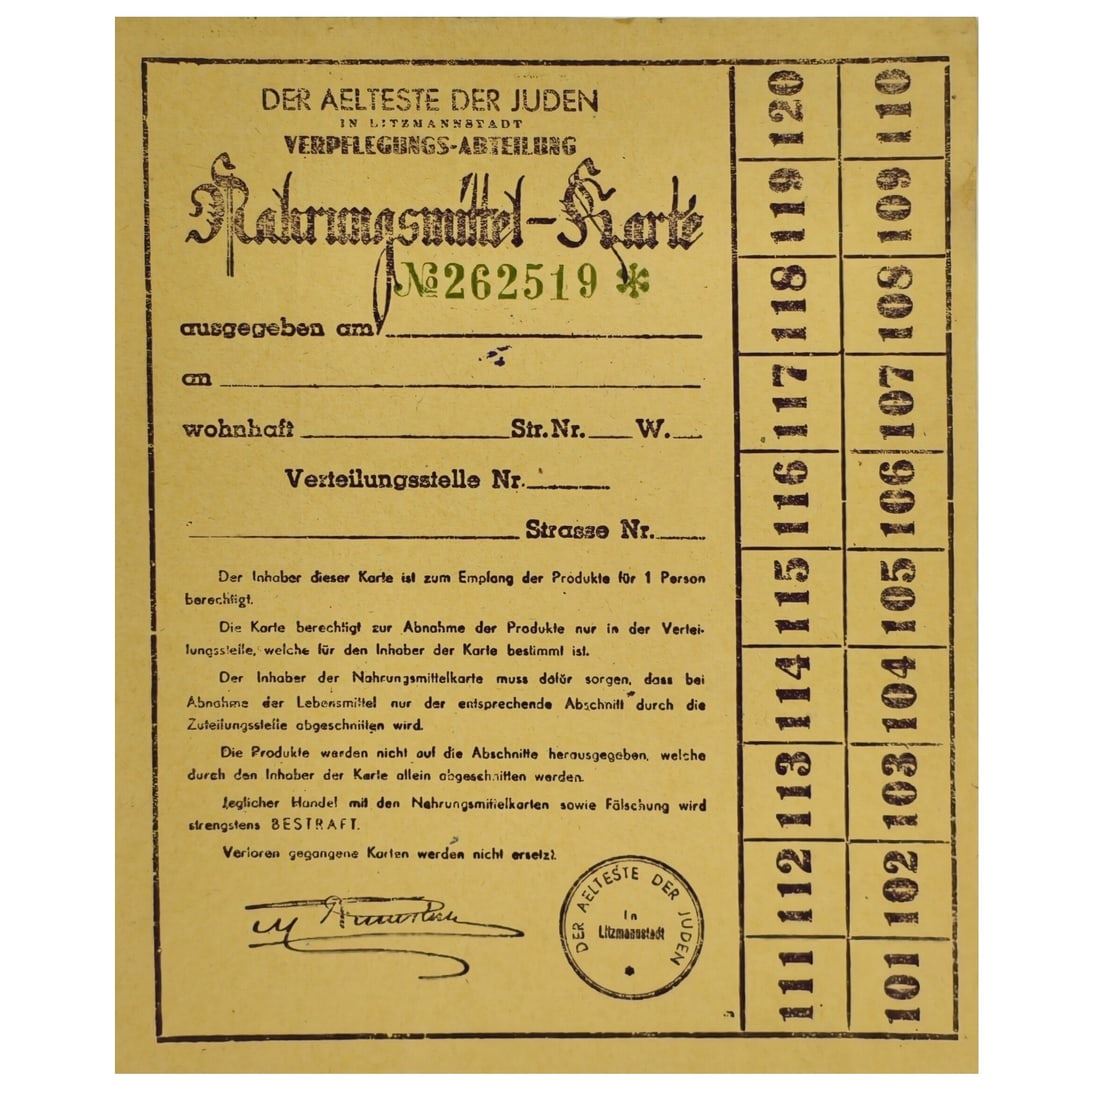 DER AELTESTE DER JUDEN
IN LITZMANNSTADT
VERPFLEGUNGS-ABTEILUNG
Nahrungsmittel-Karte
№262519 *
ausgegeben am
an
wohnhaft Str.Nr. W.
Verteilungsstelle Nr.
Strasse Nr.
Der Inhaber dieser Karte ist zum Empfang der Produkte für 1 Person
berechtigt.
Die Karte berechtigt zur Abnahme der Produkte nur in der Vertei-
lungsstelle, welche für den Inhaber der Karte bestimmt ist.
Der Inhaber der Nahrungsmittelkarte muss dafür sorgen, dass bei
Abnahme der Lebensmittel nur der entsprechende Abschnitt durch die
Zuteilungsstelle abgeschnitten wird.
Die Produkte werden nicht auf die Abschnitte herausgegeben, welche
durch den Inhaber der Karte allein abgeschnitten werden.
Jeglicher Handel mit den Nahrungsmittelkarten sowie Fälschung wird
strengstens BESTRAFT.
Verloren gegangene Karten werden nicht ersetzt.
DER AELTESTE DER JUDEN
In
Litzmannstadt
120 110
119 109
118 108
117 107
116 106
115 105
114 104
113 103
112 102
111 101